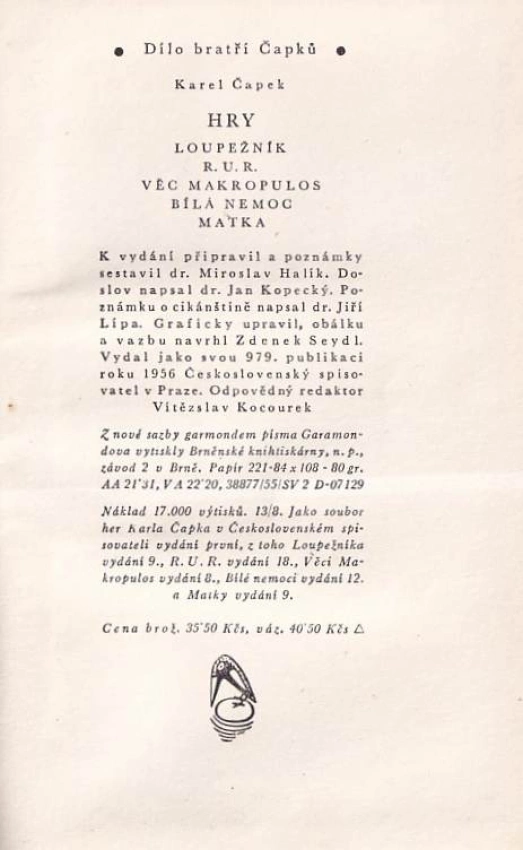 ● Dílo bratří Čapků ●
Karel Čapek
HRY
LOUPEŽNÍK
R. U. R.
VĚC MAKROPULOS
BÍLÁ NEMOC
MATKA
K vydání připravil a poznámky
sestavil dr. Miroslav Halík. Do-
slov napsal dr. Jan Kopecký. Po-
známku o cikánštině napsal dr. Jiří
Lípa. Graficky upravil, obálku
a vazbu navrhl Zdenek Seydl.
Vydal jako svou 979. publikaci
roku 1956 Československý spiso-
vatel v Praze. Odpovědný redaktor
Vítězslav Kocourek
Z nové sazby garmondem písma Garamon-
dova vytiskly Brněnské knihtiskárny, n. p.,
závod 2 v Brně. Papír 221-84 x 108 - 80 gr.
AA 21'31, VA 22'20, 38877/55/SV 2 D-07129
Náklad 17.000 výtisků. 13/8. Jako soubor
her Karla Čapka v Československém spi-
sovateli vydání první, z toho Loupežníka
vydání 9., R. U. R. vydání 18., Věci Ma-
kropulos vydání 8., Bílé nemoci vydání 12.
a Matky vydání 9.
Cena brož. 35'50 Kčs, váz. 40'50 Kčs △